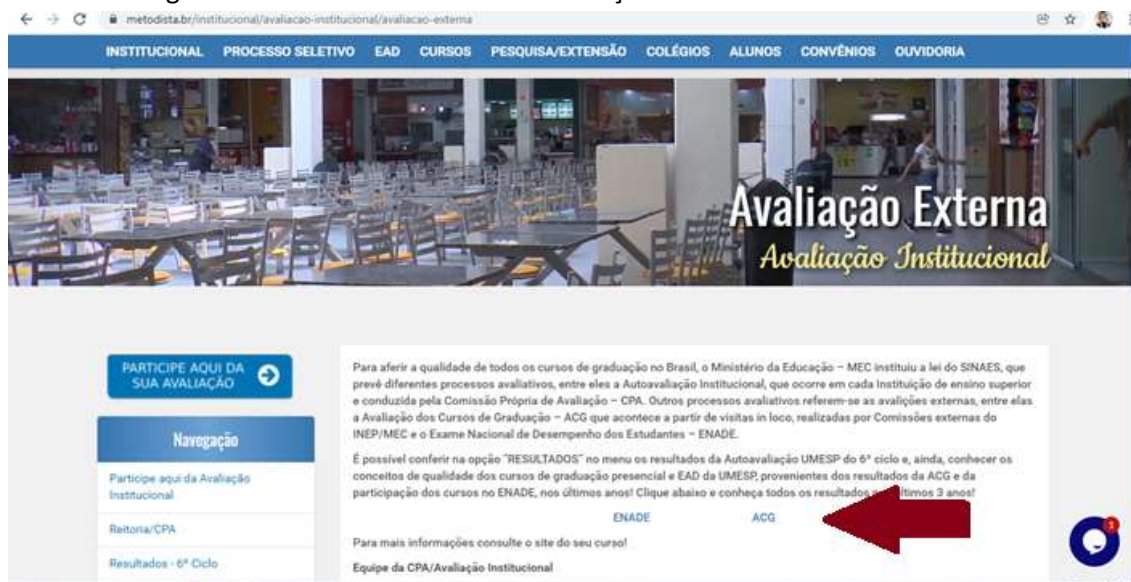 metodista.br/institucional/avaliacao-institucional/avaliacao-externa
INSTITUCIONAL PROCESSO SELETIVO EAD CURSOS PESQUISA/EXTENSÃO COLÉGIOS ALUNOS CONVÊNIOS OUVIDORIA
Avaliação Externa
Avaliação Institucional
PARTICIPE AQUI DA
SUA AVALIAÇÃO
Navegação
Participe aqui da Avaliação
Institucional
Reitoria/CPA
Resultados - 6º Ciclo
Para aferir a qualidade de todos os cursos de graduação no Brasil, o Ministério da Educação – MEC instituiu a lei do SINAES, que
prevê diferentes processos avaliativos, entre eles a Autoavaliação Institucional, que ocorre em cada Instituição de ensino superior
e conduzida pela Comissão Própria de Avaliação – CPA. Outros processos avaliativos referem-se as avalições externas, entre elas
a Avaliação dos Cursos de Graduação – ACG que acontece a partir de visitas in loco, realizadas por Comissões externas do
INEP/MEC e o Exame Nacional de Desempenho dos Estudantes – ENADE.
É possível conferir na opção "RESULTADOS" no menu os resultados da Autoavaliação UMESP do 6º ciclo e, ainda, conhecer os
conceitos de qualidade dos cursos de graduação presencial e EAD da UMESP, provenientes dos resultados da ACG e da
participação dos cursos no ENADE, nos últimos anos! Clique abaixo e conheça todos os resultados últimos 3 anos!
ENADE ACG
Para mais informações consulte o site do seu curso!
Equipe da CPA/Avaliação Institucional
1